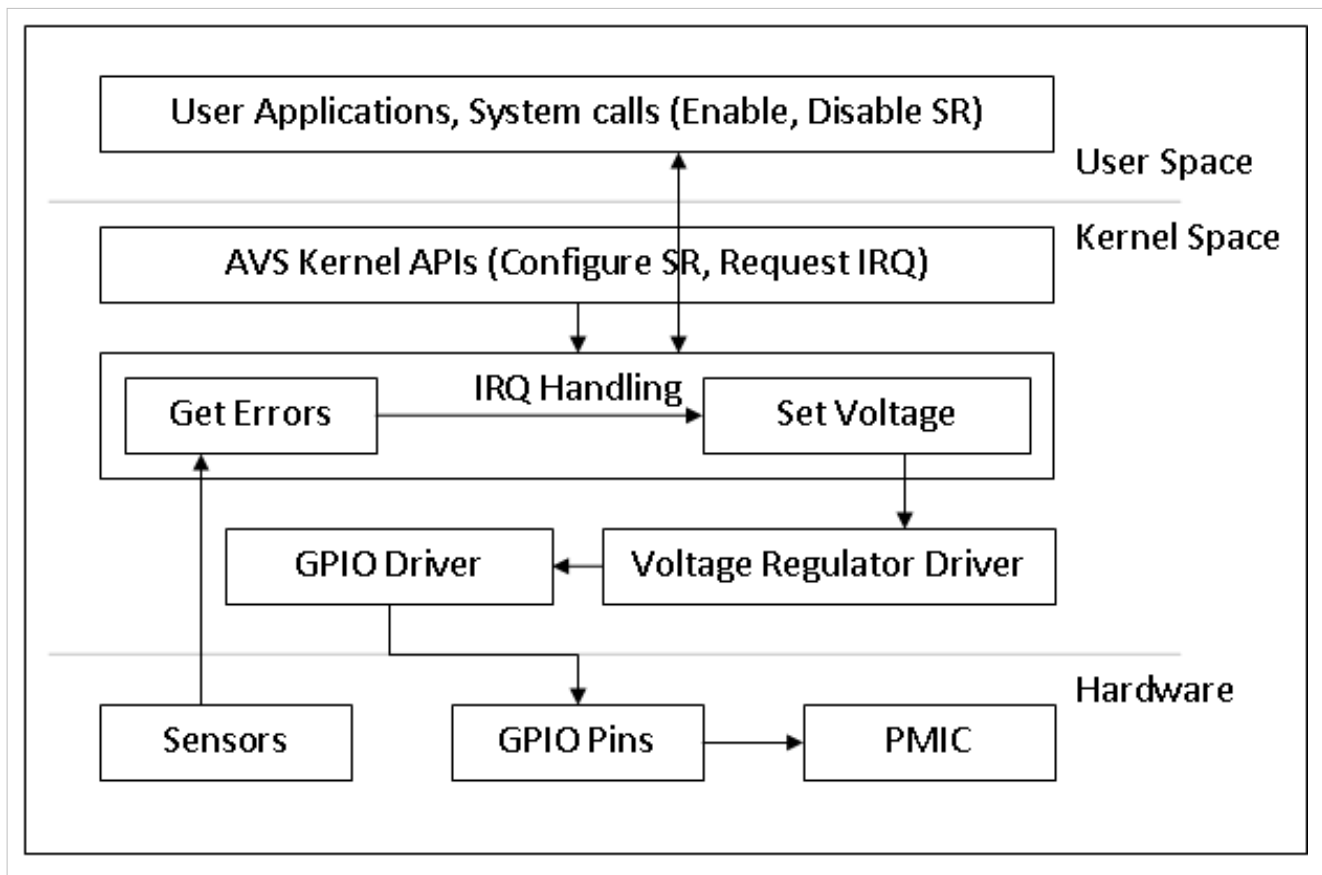 User Applications, System calls (Enable, Disable SR)
User Space
Kernel Space
AVS Kernel APIs (Configure SR, Request IRQ)
IRQ Handling
Get Errors
Set Voltage
GPIO Driver
Voltage Regulator Driver
Hardware
Sensors
GPIO Pins
PMIC